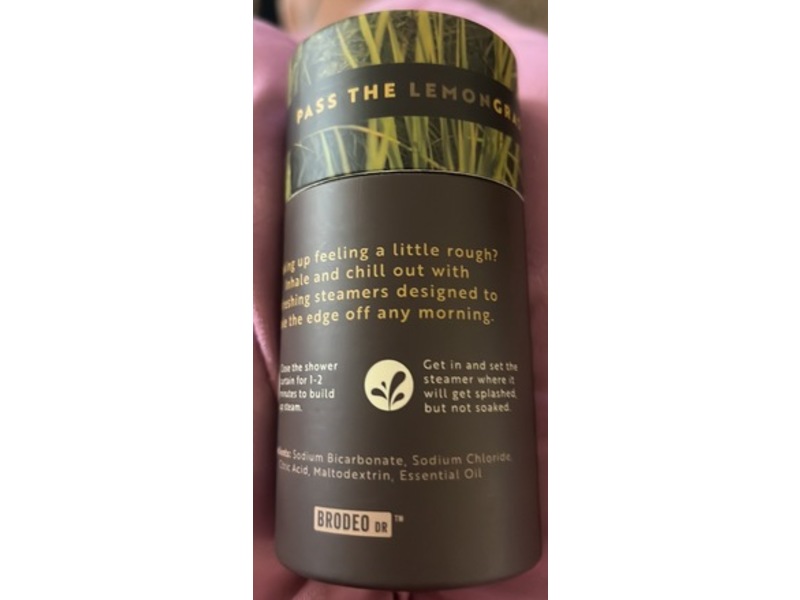 PASS THE LEMONGRA
ing up feeling a little rough?
Inhale and chill out with
eshing steamers designed to
the edge off any morning.
Close the shower
curtain for 1-2
minutes to build
up steam.
Get in and set the
steamer where it
will get splashed,
but not soaked.
Sodium Bicarbonate, Sodium Chloride,
Citric Acid, Maltodextrin, Essential Oil
BRODEO DR ™